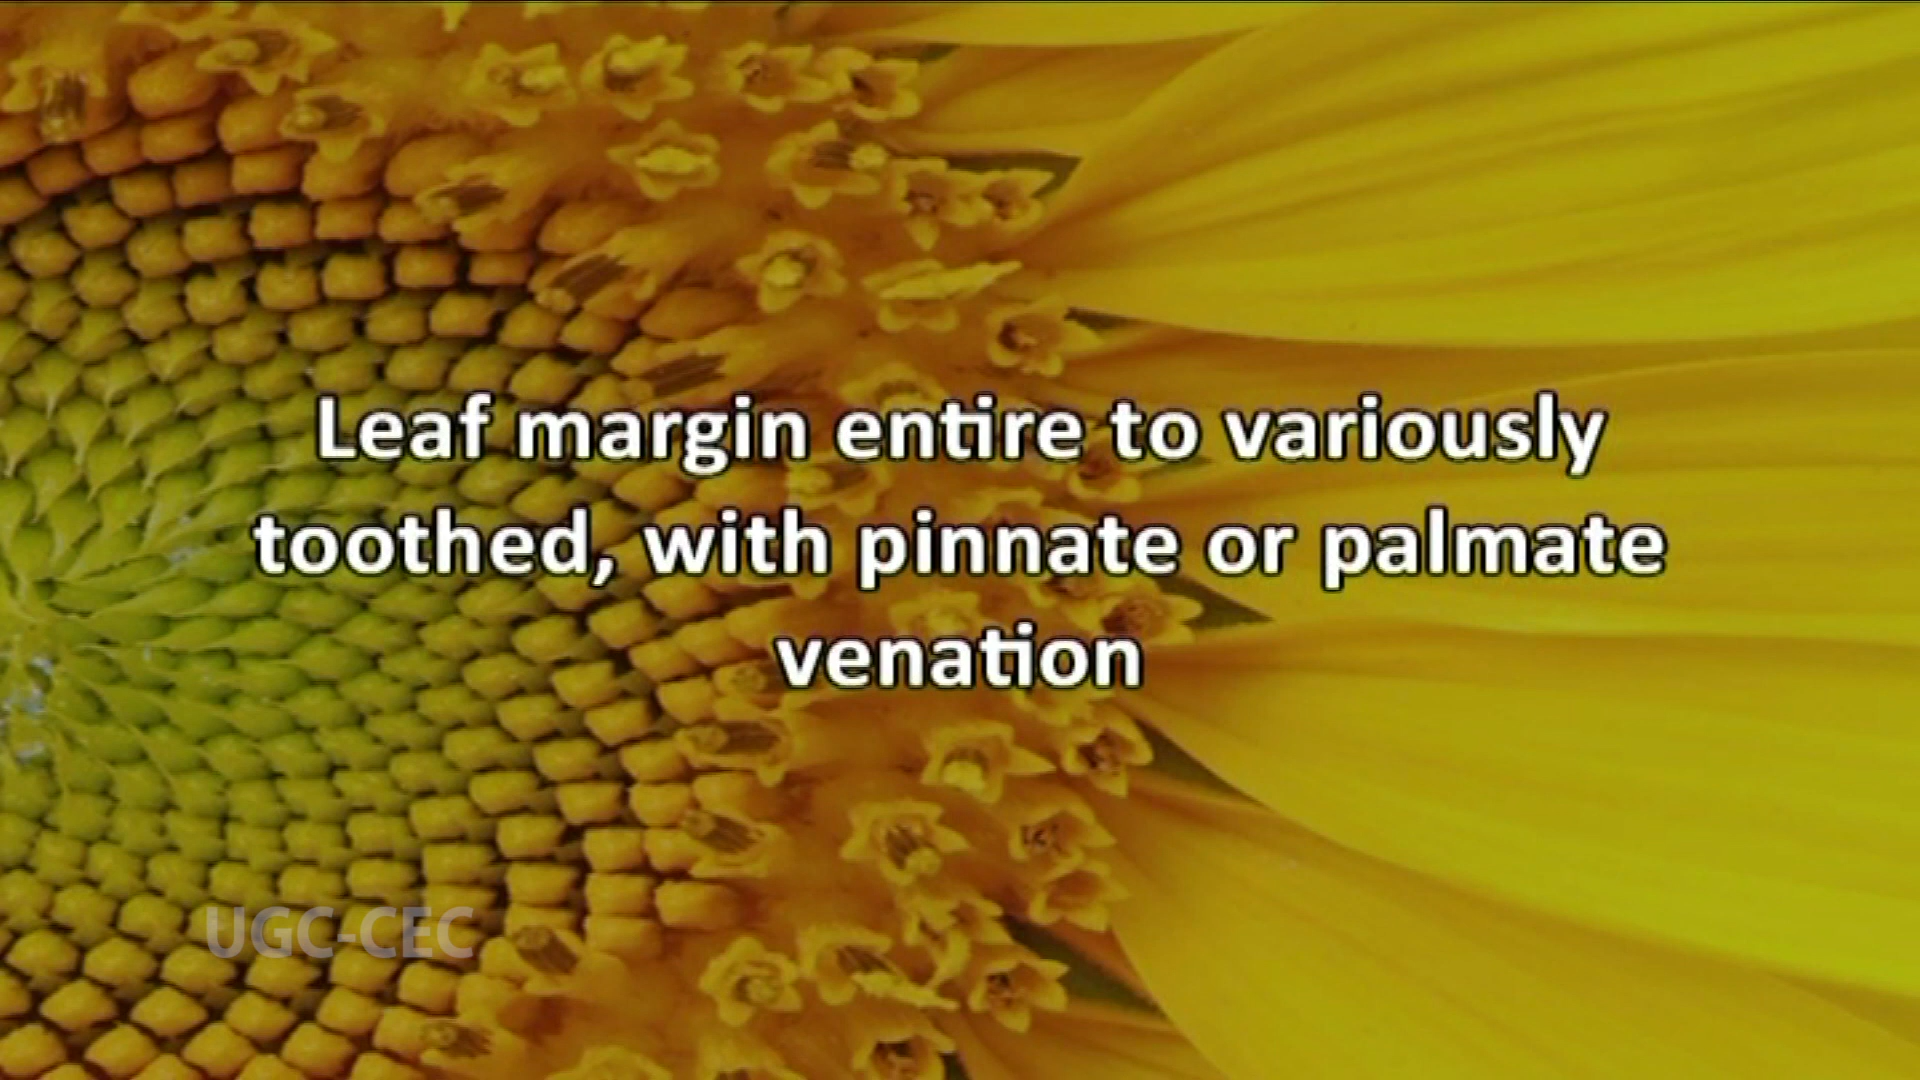 Leaf margin entire to variously
toothed, with pinnate or palmate
venation
UGC-CEC